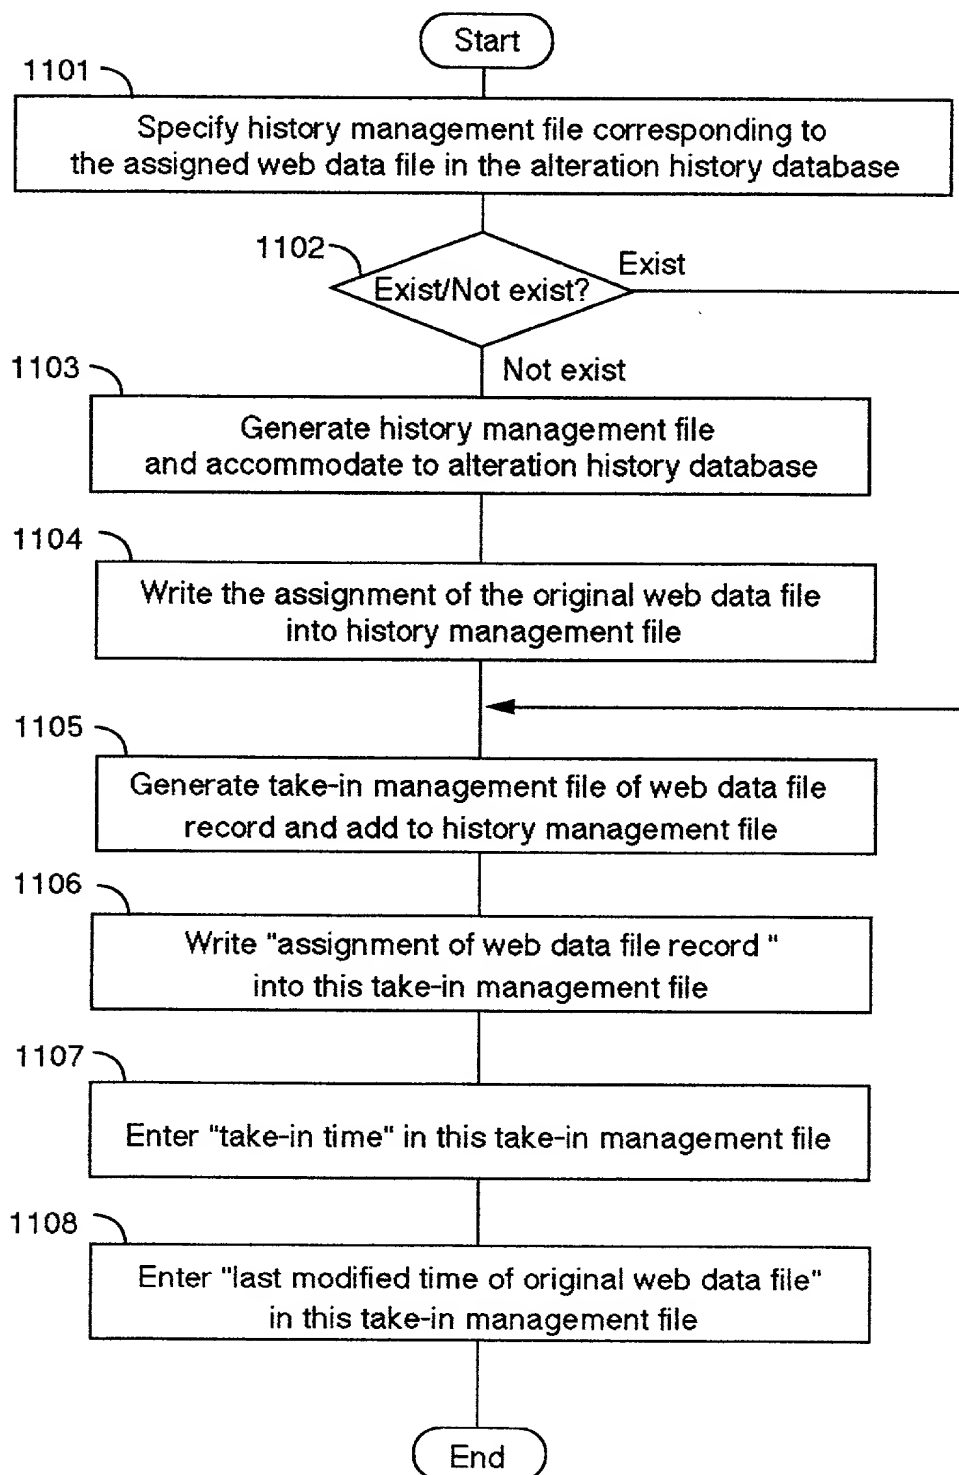 Start
1101
Specify history management file corresponding to
the assigned web data file in the alteration history database
1102
Exist/Not exist?
Exist
Not exist
1103
Generate history management file
and accommodate to alteration history database
1104
Write the assignment of the original web data file
into history management file
1105
Generate take-in management file of web data file
record and add to history management file
1106
Write "assignment of web data file record "
into this take-in management file
1107
Enter "take-in time" in this take-in management file
1108
Enter "last modified time of original web data file"
in this take-in management file
End